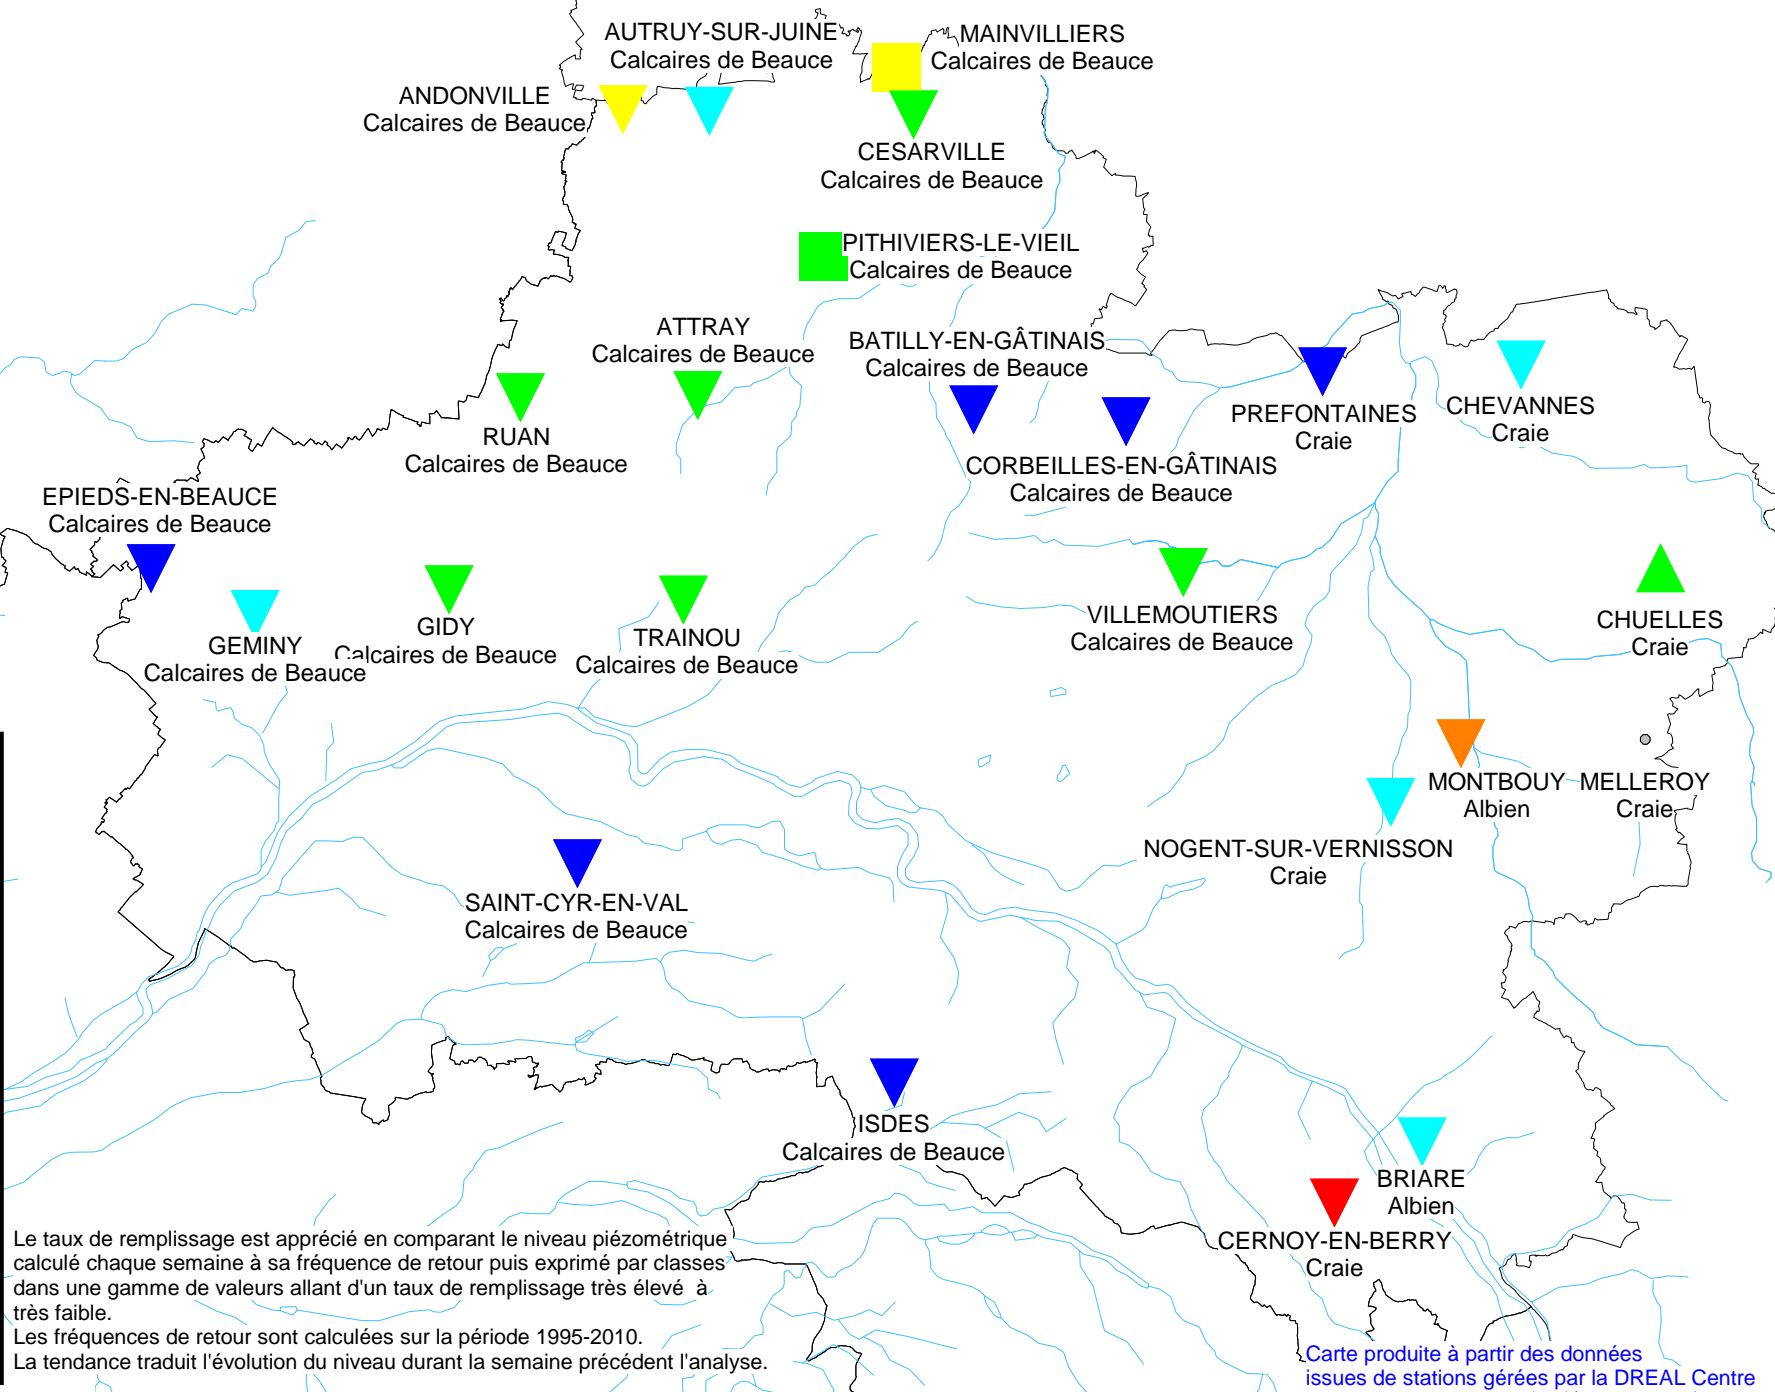 AUTRUY-SUR-JUINE
Calcaires de Beauce
MAINVILLIERS
Calcaires de Beauce
ANDONVILLE
Calcaires de Beauce
CESARVILLE
Calcaires de Beauce
PITHIVIERS-LE-VIEIL
Calcaires de Beauce
ATTRAY
Calcaires de Beauce
BATILLY-EN-GÂTINAIS
Calcaires de Beauce
RUAN
Calcaires de Beauce
PREFONTAINES
Craie
CHEVANNES
Craie
CORBEILLES-EN-GÂTINAIS
Calcaires de Beauce
EPIEDS-EN-BEAUCE
Calcaires de Beauce
GEMINY
Calcaires de Beauce
GIDY
Calcaires de Beauce
TRAINOU
Calcaires de Beauce
VILLEMOUTIERS
Calcaires de Beauce
CHUELLES
Craie
MONTBOUY
Albien
MELLEROY
Craie
NOGENT-SUR-VERNISSON
Craie
SAINT-CYR-EN-VAL
Calcaires de Beauce
ISDES
Calcaires de Beauce
BRIARE
Albien
CERNOY-EN-BERRY
Craie
Le taux de remplissage est apprécié en comparant le niveau piézométrique
calculé chaque semaine à sa fréquence de retour puis exprimé par classes
dans une gamme de valeurs allant d'un taux de remplissage très élevé à
très faible.
Les fréquences de retour sont calculées sur la période 1995-2010.
La tendance traduit l'évolution du niveau durant la semaine précédent l'analyse.
Carte produite à partir des données
issues de stations gérées par la DREAL Centre